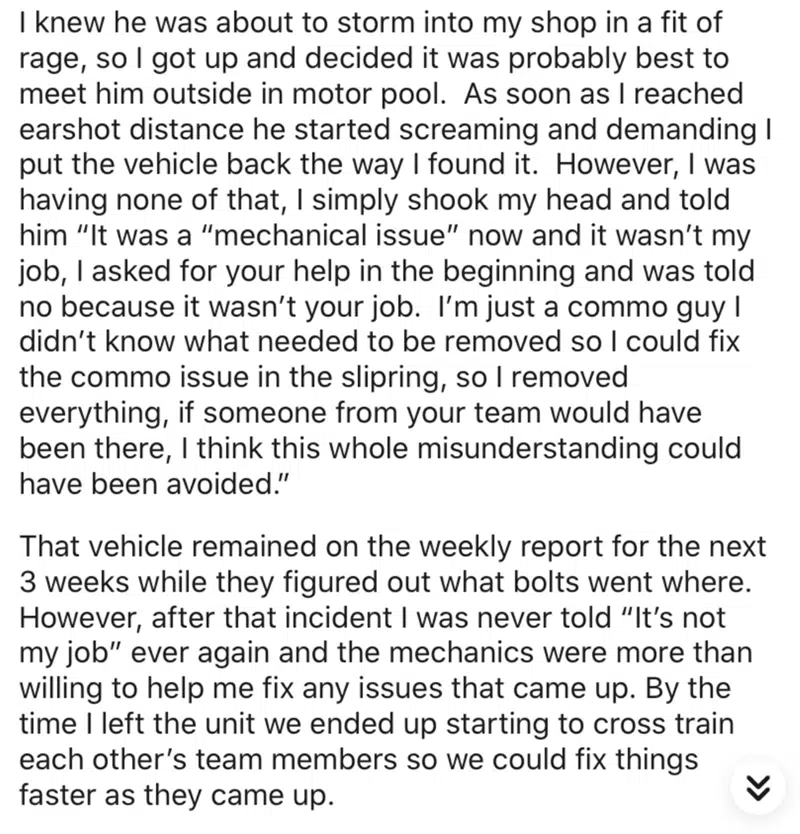 I knew he was about to storm into my shop in a fit of
rage, so I got up and decided it was probably best to
meet him outside in motor pool.  As soon as I reached
earshot distance he started screaming and demanding I
put the vehicle back the way I found it.  However, I was
having none of that, I simply shook my head and told
him “It was a “mechanical issue” now and it wasn’t my
job, I asked for your help in the beginning and was told
no because it wasn’t your job.  I’m just a commo guy I
didn’t know what needed to be removed so I could fix
the commo issue in the slipring, so I removed
everything, if someone from your team would have
been there, I think this whole misunderstanding could
have been avoided.”
That vehicle remained on the weekly report for the next
3 weeks while they figured out what bolts went where.
However, after that incident I was never told “It’s not
my job” ever again and the mechanics were more than
willing to help me fix any issues that came up. By the
time I left the unit we ended up starting to cross train
each other’s team members so we could fix things
faster as they came up.